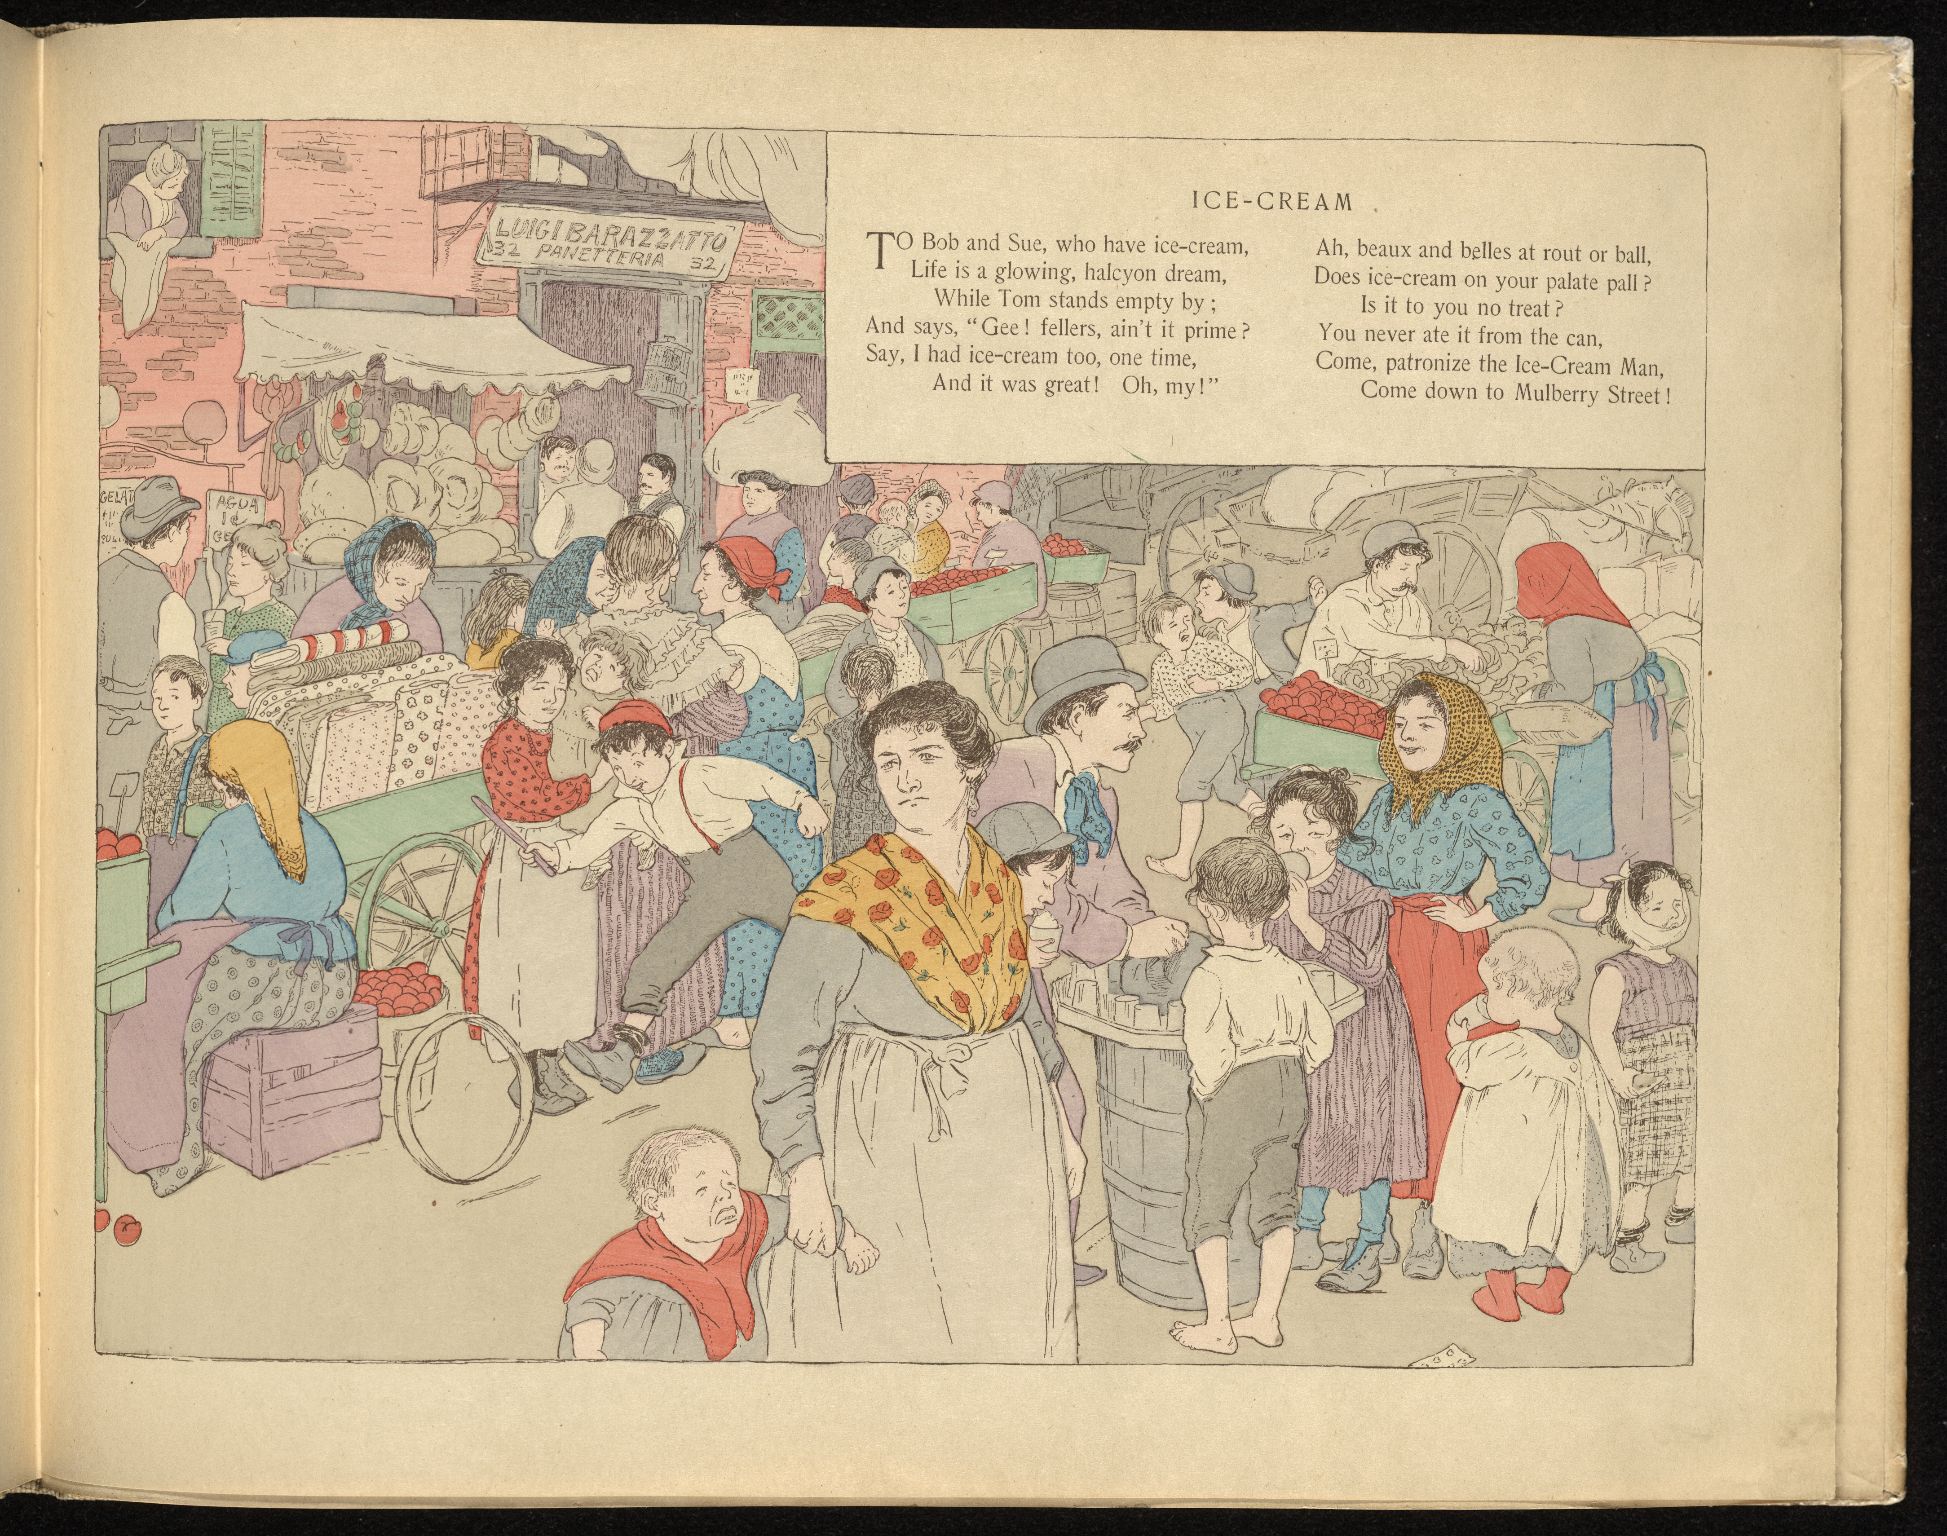 LUIGI BARAZZATTO
32 PANETTERIA 32
GELAT
AGUA
1¢
ICE-CREAM
TO Bob and Sue, who have ice-cream,
Life is a glowing, halcyon dream,
While Tom stands empty by;
And says, "Gee! fellers, ain't it prime?
Say, I had ice-cream too, one time,
And it was great! Oh, my!"
Ah, beaux and belles at rout or ball,
Does ice-cream on your palate pall?
Is it to you no treat?
You never ate it from the can,
Come, patronize the Ice-Cream Man,
Come down to Mulberry Street!